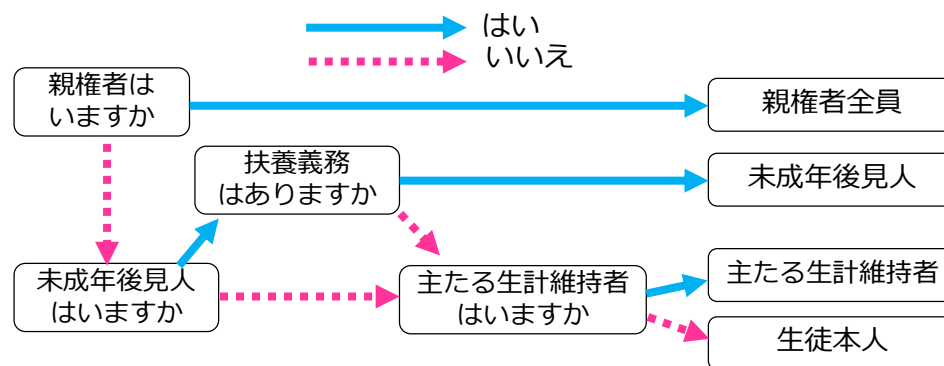 はい
いいえ
親権者は
いますか
親権者全員
扶養義務
はありますか
未成年後見人
未成年後見人
はいますか
主たる生計維持者
はいますか
主たる生計維持者
生徒本人